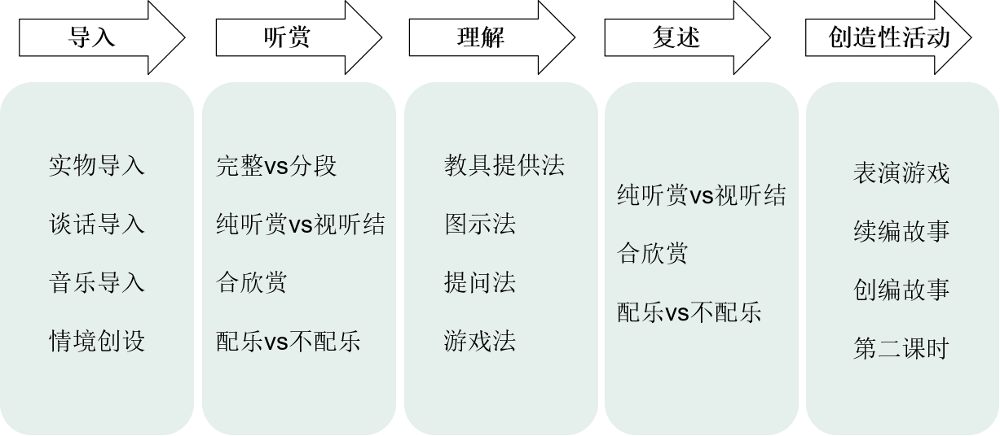 导入
听赏
理解
复述
创造性活动
实物导入
谈话导入
音乐导入
情境创设
完整vs分段
纯听赏vs视听结
合欣赏
配乐vs不配乐
教具提供法
图示法
提问法
游戏法
纯听赏vs视听结
合欣赏
配乐vs不配乐
表演游戏
续编故事
创编故事
第二课时